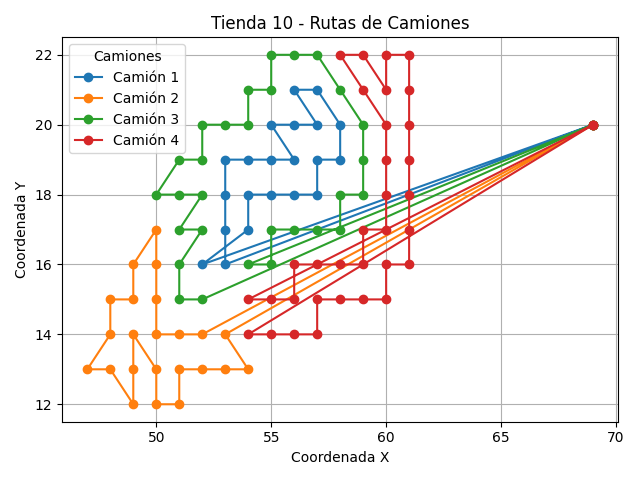 Tienda 10 - Rutas de Camiones
Camiones
Camión 1
Camión 2
Camión 3
Camión 4
Coordenada Y
22
20
18
16
14
12
50 55 60 65 70
Coordenada X